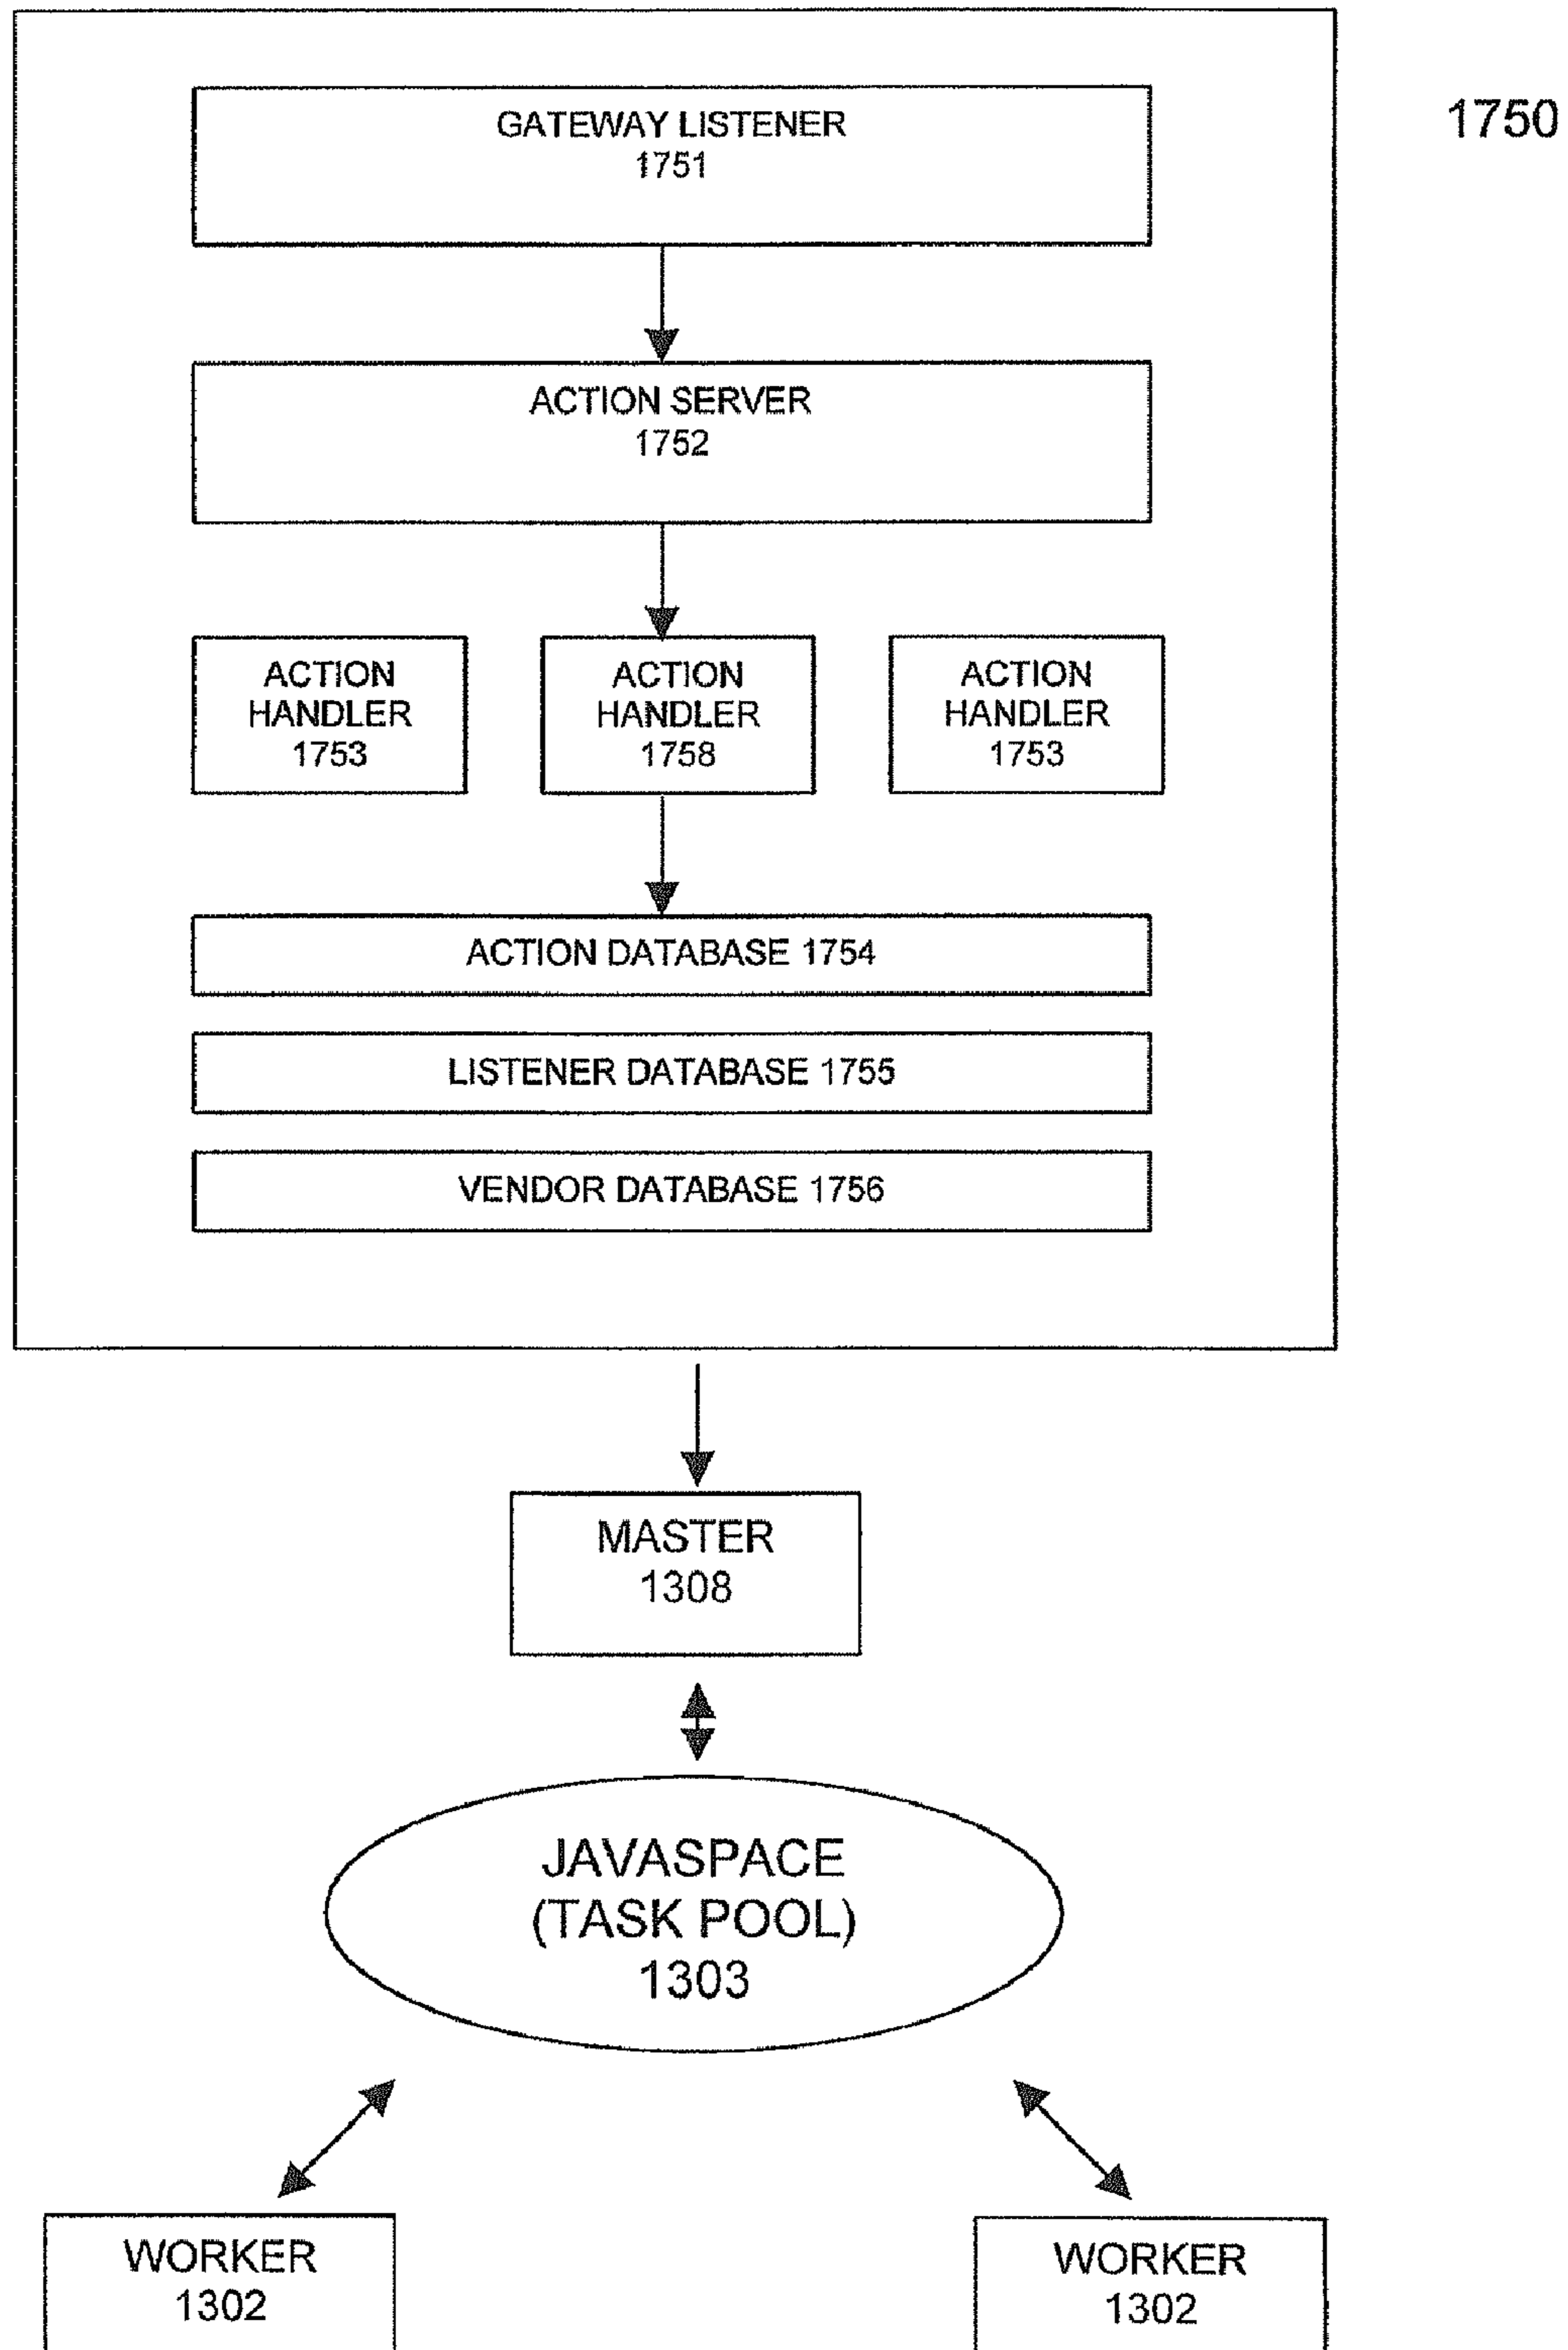 1750
GATEWAY LISTENER
1751
ACTION SERVER
1752
ACTION
HANDLER
1753
ACTION
HANDLER
1758
ACTION
HANDLER
1753
ACTION DATABASE 1754
LISTENER DATABASE 1755
VENDOR DATABASE 1756
MASTER
1308
JAVASPACE
(TASK POOL)
1303
WORKER
1302
WORKER
1302